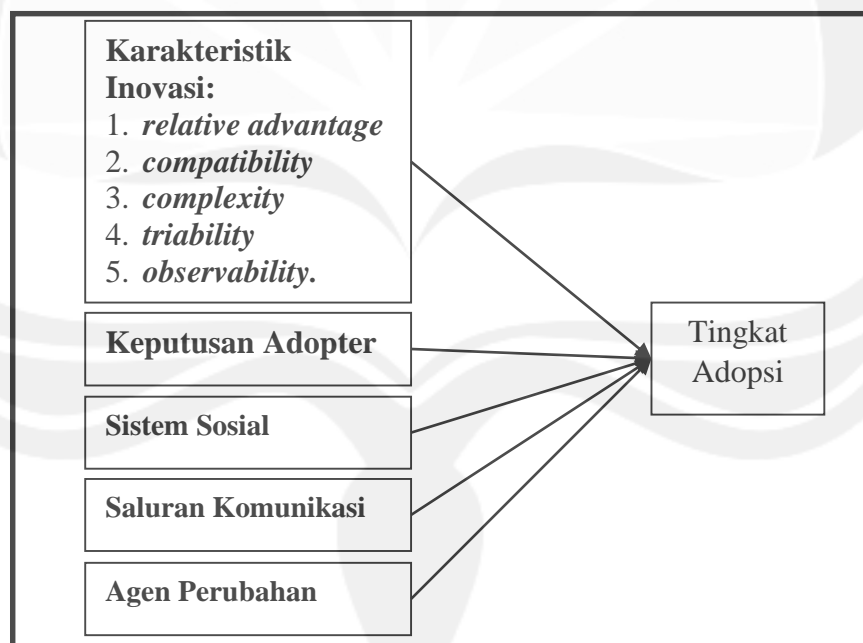 Karakteristik
Inovasi:
1. relative advantage
2. compatibility
3. complexity
4. triability
5. observability.
Keputusan Adopter
Sistem Sosial
Saluran Komunikasi
Agen Perubahan
Tingkat
Adopsi